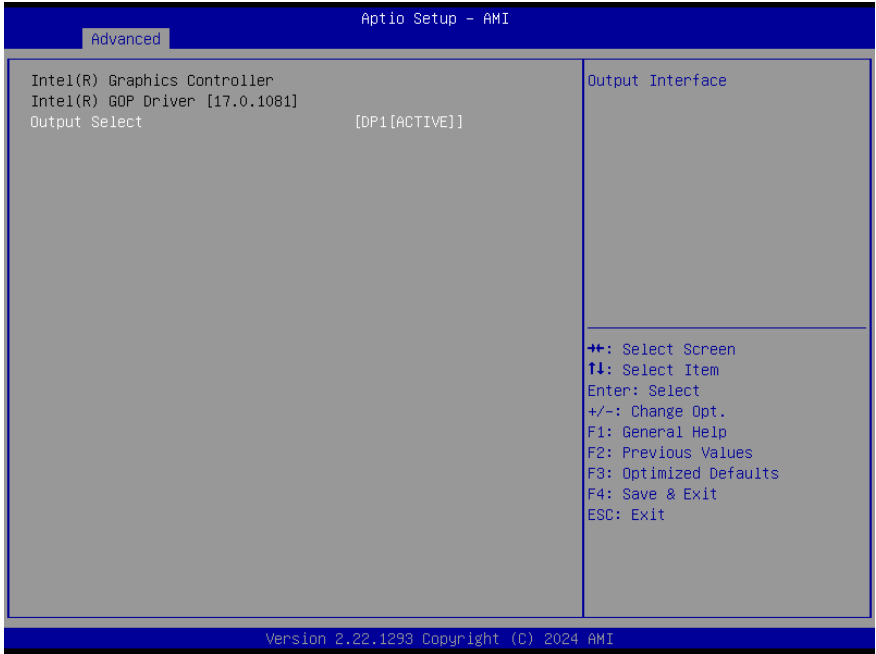 Aptio Setup – AMI
Advanced
Intel(R) Graphics Controller
Intel(R) GOP Driver [17.0.1081]
Output Select [DP1[ACTIVE]]
Output Interface
→←: Select Screen
↑↓: Select Item
Enter: Select
+/-: Change Opt.
F1: General Help
F2: Previous Values
F3: Optimized Defaults
F4: Save & Exit
ESC: Exit
Version 2.22.1293 Copyright (C) 2024 AMI